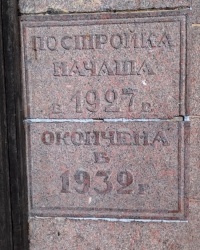 ПОСТРОЙКА
НАЧАТА
в 1927 г.
ОКОНЧЕНА
В
1932 г